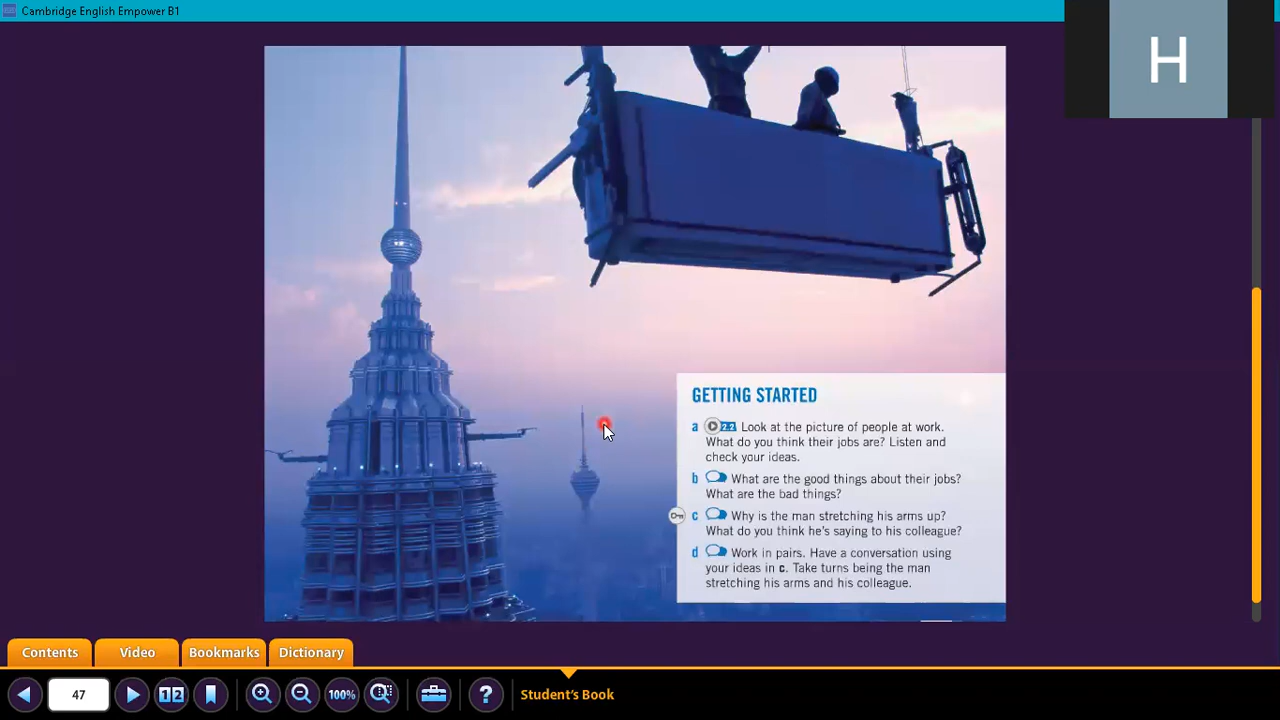 Cambridge English Empower B1
H
GETTING STARTED
a 2.2 Look at the picture of people at work.
What do you think their jobs are? Listen and
check your ideas.
b What are the good things about their jobs?
What are the bad things?
c Why is the man stretching his arms up?
What do you think he's saying to his colleague?
d Work in pairs. Have a conversation using
your ideas in c. Take turns being the man
stretching his arms and his colleague.
Contents Video Bookmarks Dictionary
47 1 2 100% ? Student's Book